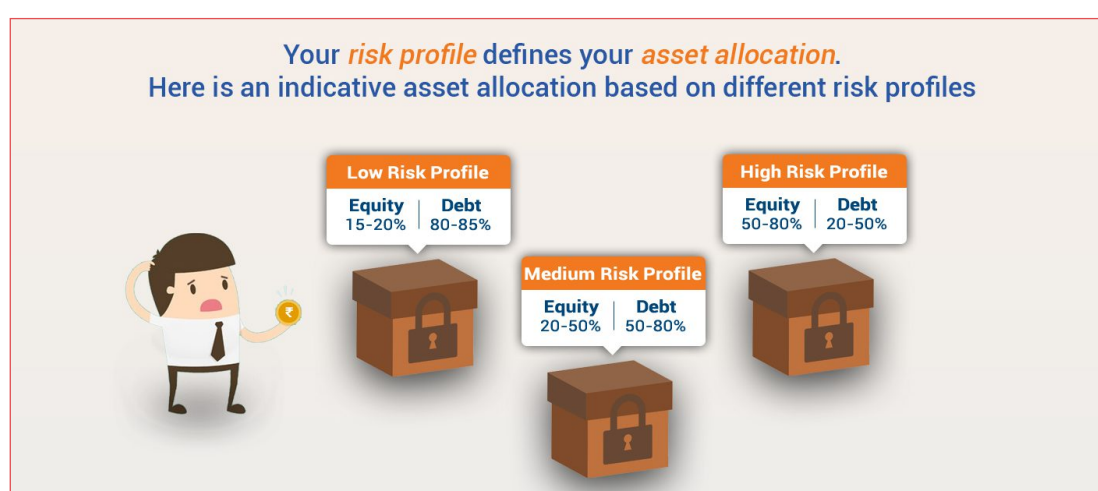 Your risk profile defines your asset allocation.
Here is an indicative asset allocation based on different risk profiles
Low Risk Profile
Equity Debt
15-20% 80-85%
Medium Risk Profile
Equity Debt
20-50% 50-80%
High Risk Profile
Equity Debt
50-80% 20-50%
₹